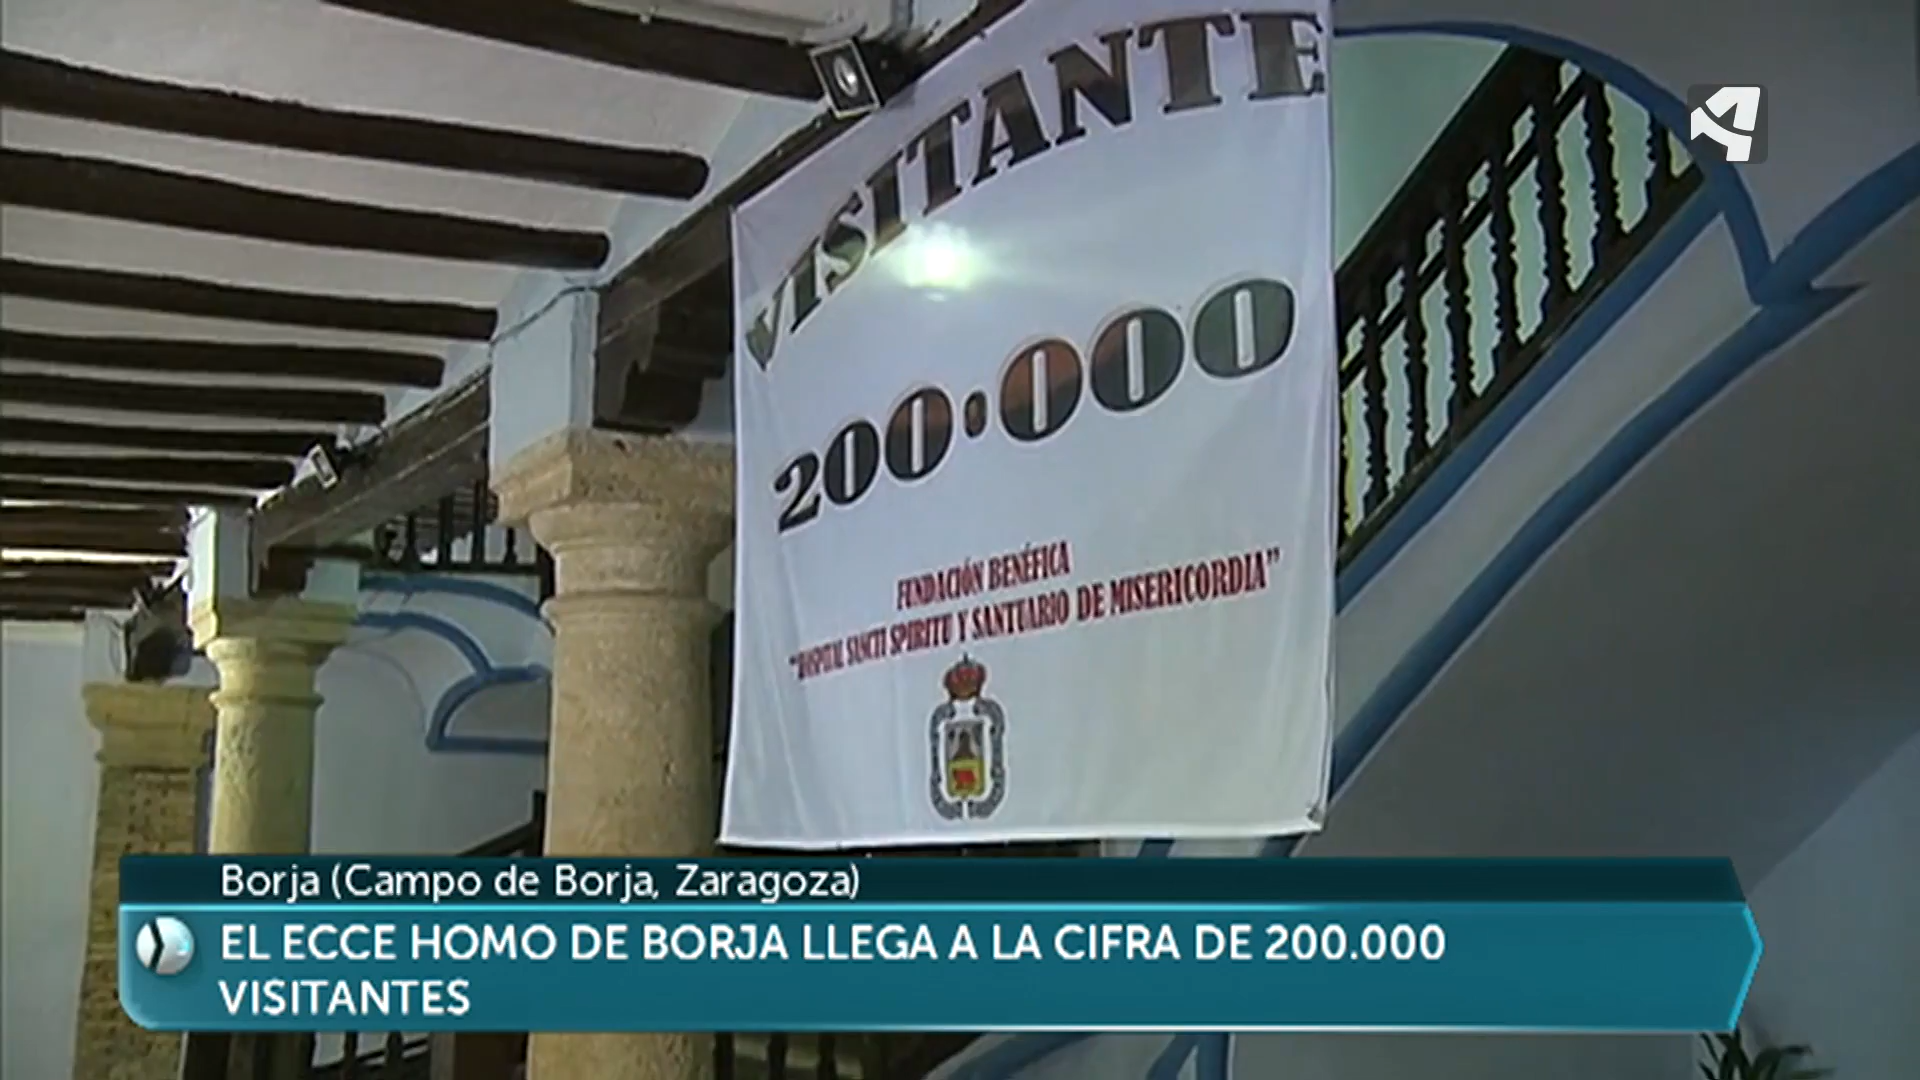 VISITANTE
200.000
FUNDACIÓN BENÉFICA
"HOSPITAL SANCTI SPIRITU Y SANTUARIO DE MISERICORDIA"
Borja (Campo de Borja, Zaragoza)
EL ECCE HOMO DE BORJA LLEGA A LA CIFRA DE 200.000
VISITANTES